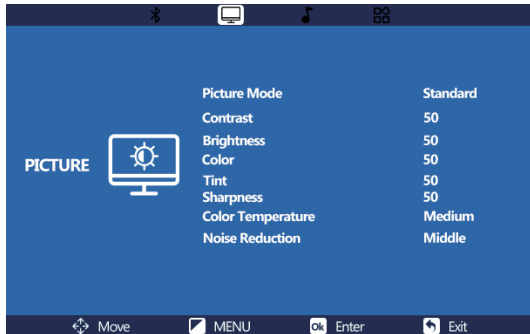 Picture Mode Standard
Contrast 50
Brightness 50
Color 50
PICTURE
Tint 50
Sharpness 50
Color Temperature Medium
Noise Reduction Middle
Move MENU Ok Enter Exit